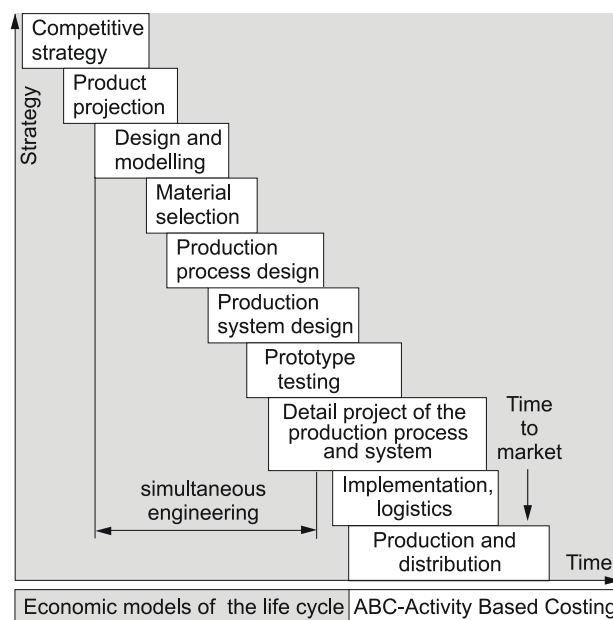 Competitive
strategy
Product
projection
Strategy
Design and
modelling
Material
selection
Production
process design
Production
system design
Prototype
testing
Detail project of the
production process
and system
Time
to
market
simultaneous
engineering
Implementation,
logistics
Production and
distribution
Time
Economic models of the life cycle
ABC-Activity Based Costing